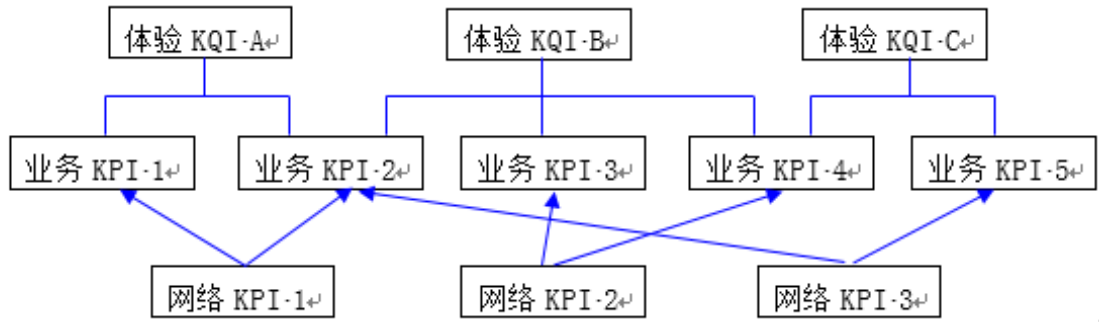 体验 KQI-A↵
体验 KQI-B↵
体验 KQI-C↵
业务 KPI-1↵
业务 KPI-2↵
业务 KPI-3↵
业务 KPI-4↵
业务 KPI-5↵
网络 KPI-1↵
网络 KPI-2↵
网络 KPI-3↵